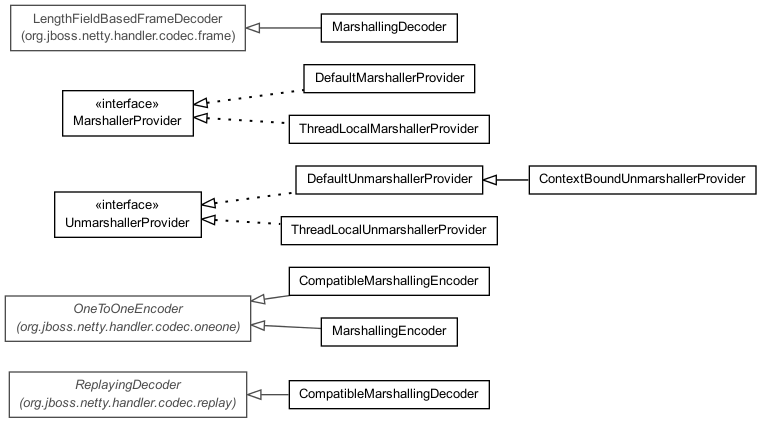 LengthFieldBasedFrameDecoder
(org.jboss.netty.handler.codec.frame)
MarshallingDecoder
DefaultMarshallerProvider
«interface»
MarshallerProvider
ThreadLocalMarshallerProvider
DefaultUnmarshallerProvider
ContextBoundUnmarshallerProvider
«interface»
UnmarshallerProvider
ThreadLocalUnmarshallerProvider
CompatibleMarshallingEncoder
OneToOneEncoder
(org.jboss.netty.handler.codec.oneone)
MarshallingEncoder
ReplayingDecoder
(org.jboss.netty.handler.codec.replay)
CompatibleMarshallingDecoder